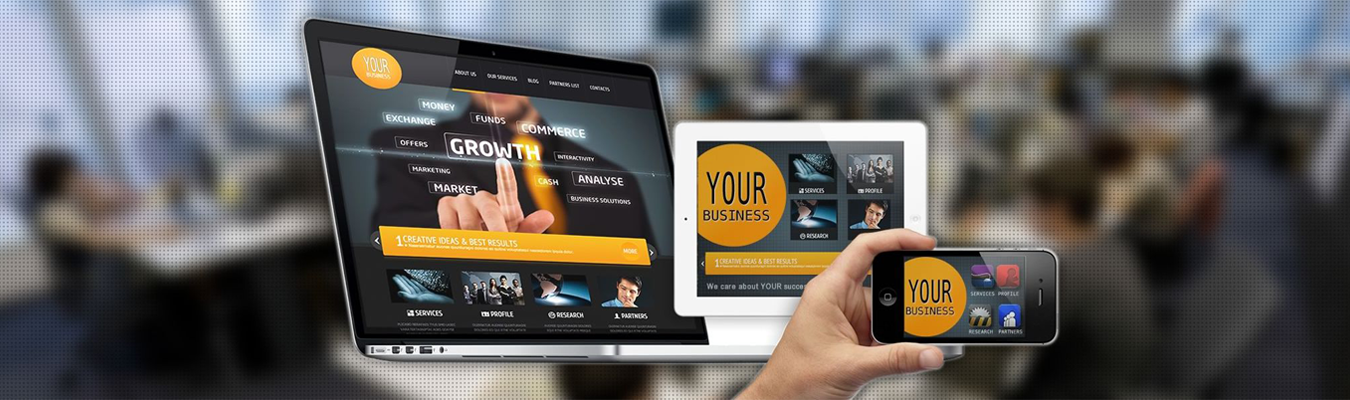 YOUR
BUSINESS
ABOUT US
OUR SERVICES
BLOG
PARTNERS LIST
CONTACTS
MONEY
EXCHANGE
FUNDS
COMMERCE
OFFERS
GROWTH
INTERACTIVITY
MARKETING
CASH
ANALYSE
MARKET
BUSINESS SOLUTIONS
1 CREATIVE IDEAS & BEST RESULTS
MORE
SERVICES
PROFILE
RESEARCH
PARTNERS
YOUR
BUSINESS
SERVICES
PROFILE
RESEARCH
1 CREATIVE IDEAS & BEST RESULTS
We care about YOUR
YOUR
BUSINESS
SERVICES
PROFILE
RESEARCH
PARTNERS